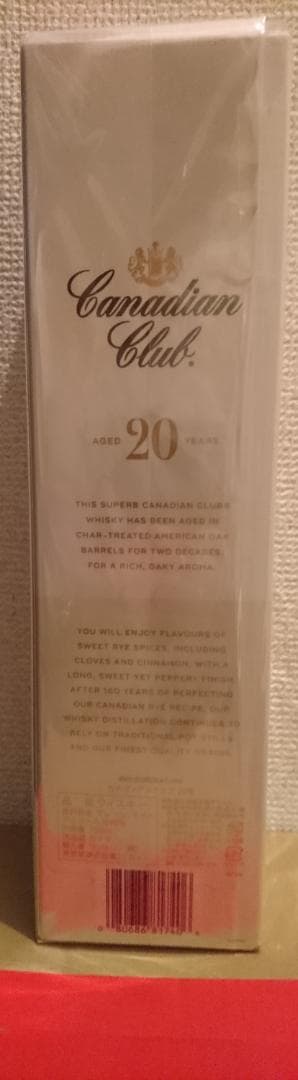 Canadian
Club®
AGED 20 YEARS
THIS SUPERB CANADIAN CLUB®
WHISKY HAS BEEN AGED IN
CHAR-TREATED AMERICAN OAK
BARRELS FOR TWO DECADES,
FOR A RICH, OAKY AROMA.
YOU WILL ENJOY FLAVOURS OF
SWEET RYE SPICES, INCLUDING
CLOVES AND CINNAMON, WITH A
LONG, SWEET YET PEPPERY FINISH
AFTER 160 YEARS OF PERFECTING
OUR CANADIAN RYE RECIPE, OUR
WHISKY DISTILLATION CONTINUES TO
RELY ON TRADITIONAL POT STILLS
AND OUR FINEST QUALITY GRAINS.
0 80686 81740